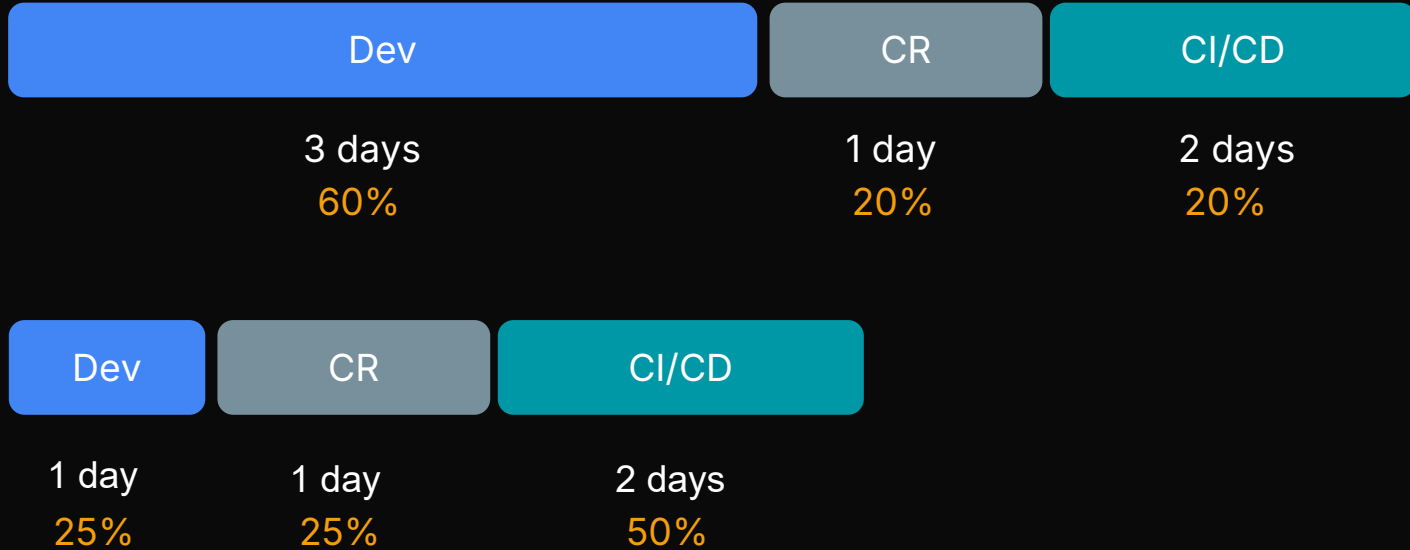 Dev CR CI/CD
3 days 1 day 2 days
60% 20% 20%
Dev CR CI/CD
1 day 1 day 2 days
25% 25% 50%